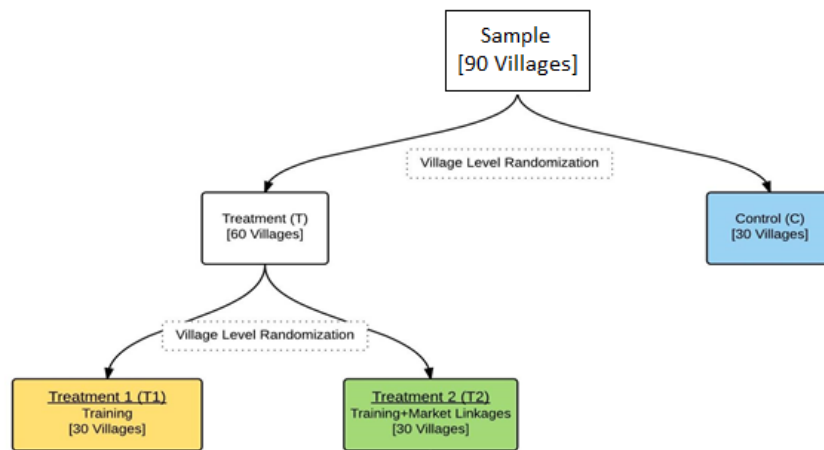 Sample
[90 Villages]
Village Level Randomization
Treatment (T)
[60 Villages]
Control (C)
[30 Villages]
Village Level Randomization
Treatment 1 (T1)
Training
[30 Villages]
Treatment 2 (T2)
Training+Market Linkages
[30 Villages]